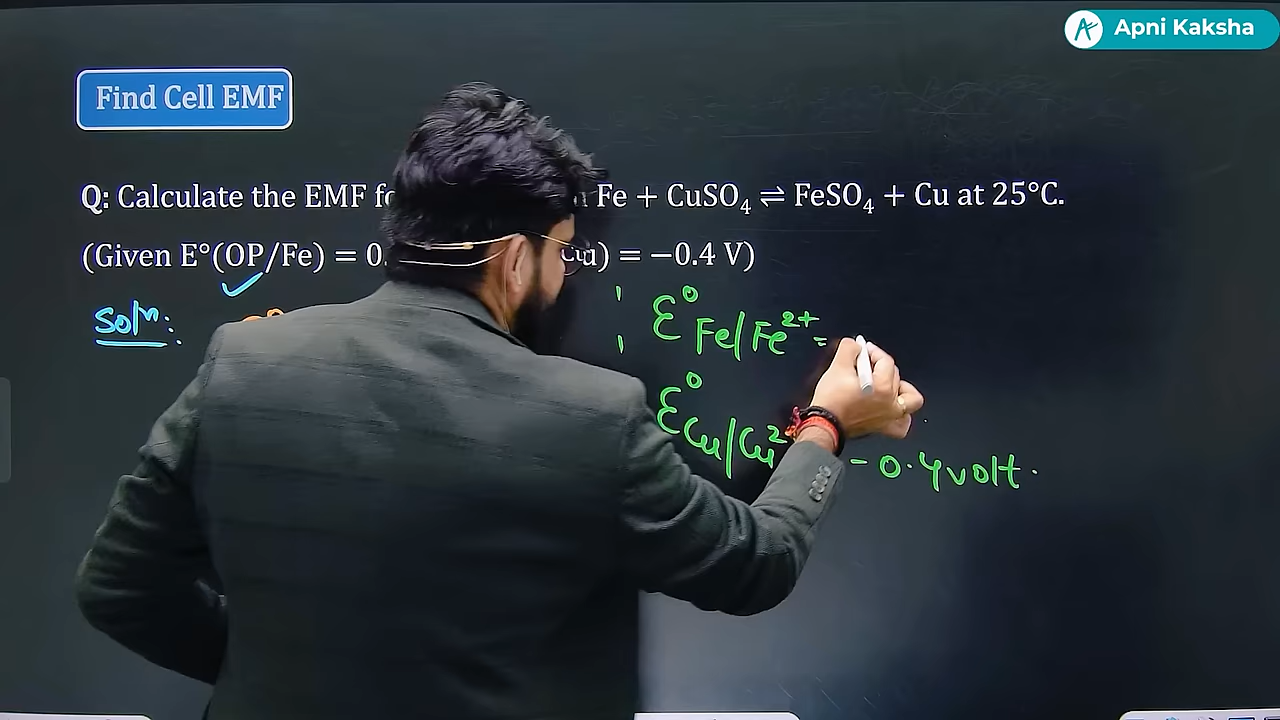 Apni Kaksha
Find Cell EMF
Q: Calculate the EMF Fe + CuSO₄ ⇌ FeSO₄ + Cu at 25°C.
(Given E°(OP/Fe) = 0. Cu) = −0.4 V)
Solⁿ:
E° Fe/Fe²⁺ =
E° Cu/Cu² - 0.4 volt.